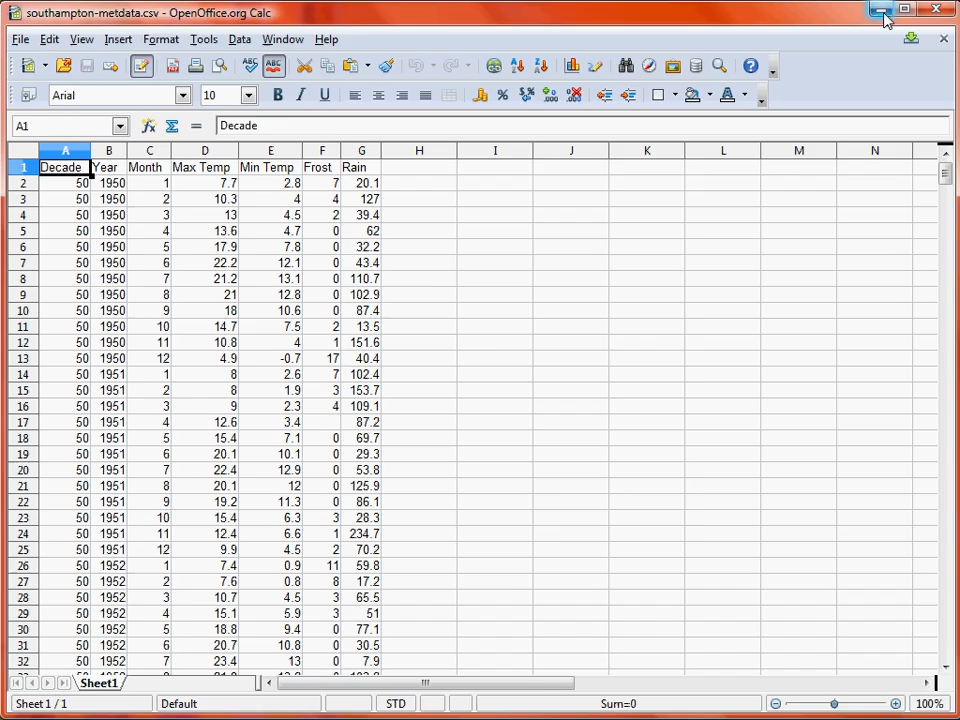 southampton-metdata.csv - OpenOffice.org Calc
File Edit View Insert Format Tools Data Window Help
Arial 10
A1 Decade
A B C D E F G H I J K L M N
1 Decade Year Month Max Temp Min Temp Frost Rain
2 50 1950 1 7.7 2.8 7 20.1
3 50 1950 2 10.3 4 4 127
4 50 1950 3 13 4.5 2 39.4
5 50 1950 4 13.6 4.7 0 62
6 50 1950 5 17.9 7.8 0 32.2
7 50 1950 6 22.2 12.1 0 43.4
8 50 1950 7 21.2 13.1 0 110.7
9 50 1950 8 21 12.8 0 102.9
10 50 1950 9 18 10.6 0 87.4
11 50 1950 10 14.7 7.5 2 13.5
12 50 1950 11 10.8 4 1 151.6
13 50 1950 12 4.9 -0.7 17 40.4
14 50 1951 1 8 2.6 7 102.4
15 50 1951 2 8 1.9 3 153.7
16 50 1951 3 9 2.3 4 109.1
17 50 1951 4 12.6 3.4 87.2
18 50 1951 5 15.4 7.1 0 69.7
19 50 1951 6 20.1 10.1 0 29.3
20 50 1951 7 22.4 12.9 0 53.8
21 50 1951 8 20.1 12 0 125.9
22 50 1951 9 19.2 11.3 0 86.1
23 50 1951 10 15.4 6.3 3 28.3
24 50 1951 11 12.4 6.6 1 234.7
25 50 1951 12 9.9 4.5 2 70.2
26 50 1952 1 7.4 0.9 11 59.8
27 50 1952 2 7.6 0.8 8 17.2
28 50 1952 3 10.7 4.5 3 65.5
29 50 1952 4 15.1 5.9 3 51
30 50 1952 5 18.8 9.4 0 77.1
31 50 1952 6 20.7 10.8 0 30.5
32 50 1952 7 23.4 13 0 7.9
Sheet1
Sheet 1 / 1 Default STD Sum=0 100%